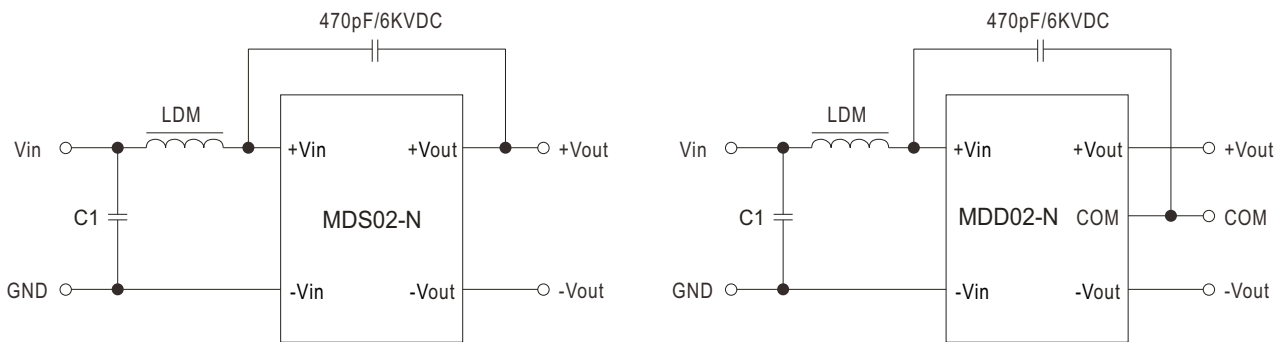 470pF/6KVDC
LDM
Vin
+Vin
+Vout
+Vout
C1
MDS02-N
GND
-Vin
-Vout
-Vout
470pF/6KVDC
LDM
Vin
+Vin
+Vout
+Vout
C1
MDD02-N
COM
COM
GND
-Vin
-Vout
-Vout